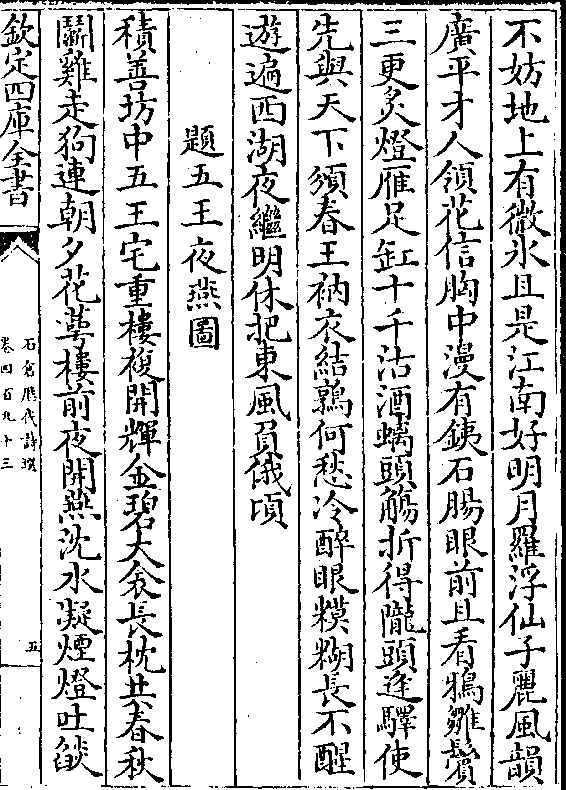 不妨地上有微氷且是江南好明月羅浮仙子麗風韻
廣平才人領花信胸中漫有鐵石腸眼前且看鴉雛鬢
三更炙燈雁足缸十千沽酒螭頭觴折得隴頭逢驛使
先與天下頒春王衲衣結鶉何愁冷醉眼糢糊長不醒
遊遍西湖夜繼明休把東風負俄頃
題五王夜燕圖
積善坊中五王宅重樓複開輝金碧大衾長枕共春秋
鬬雞走狗連朝夕花萼樓前夜開燕沈水凝煙燈吐燄
欽定四庫全書
石倉歷代詩選
卷四百九十三
五